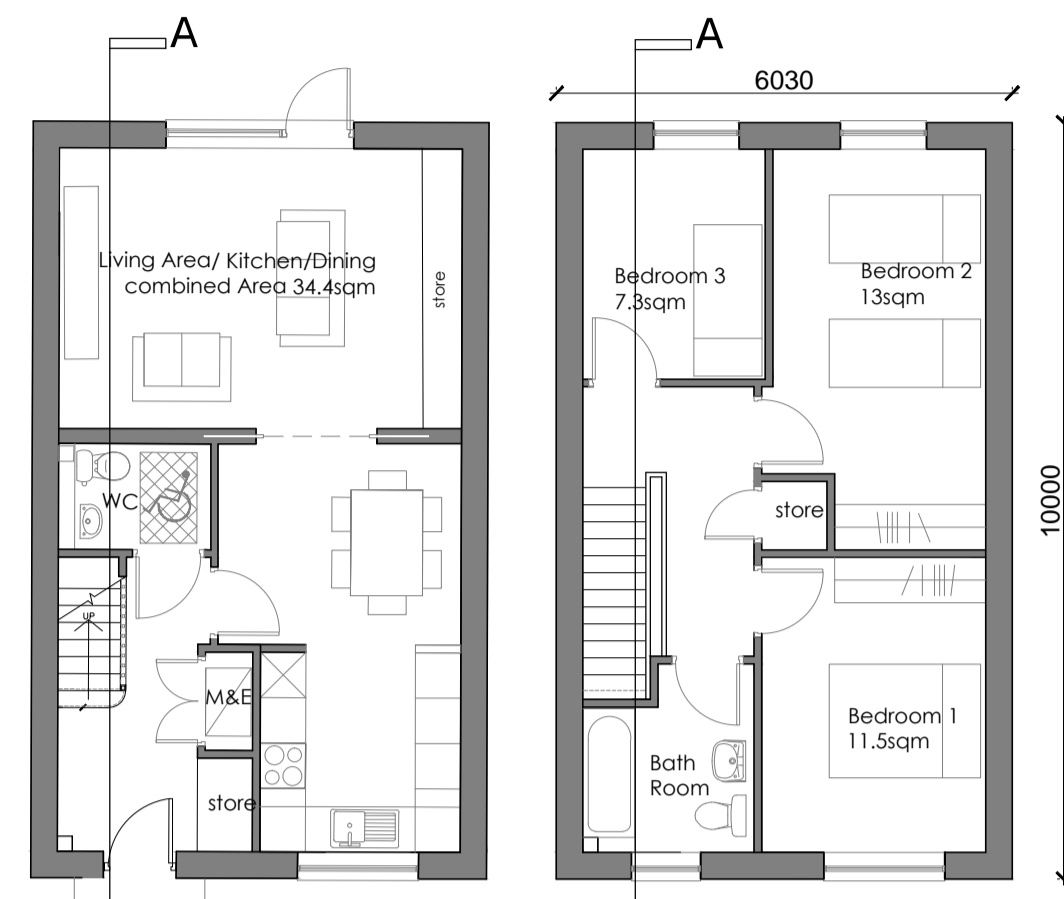 A
A
6030
Living Area/ Kitchen/Dining
combined Area 34.4sqm
store
WC
UP
M&E
store
Bedroom 3
7.3sqm
Bedroom 2
13sqm
store
Bedroom 1
11.5sqm
Bath
Room
10000